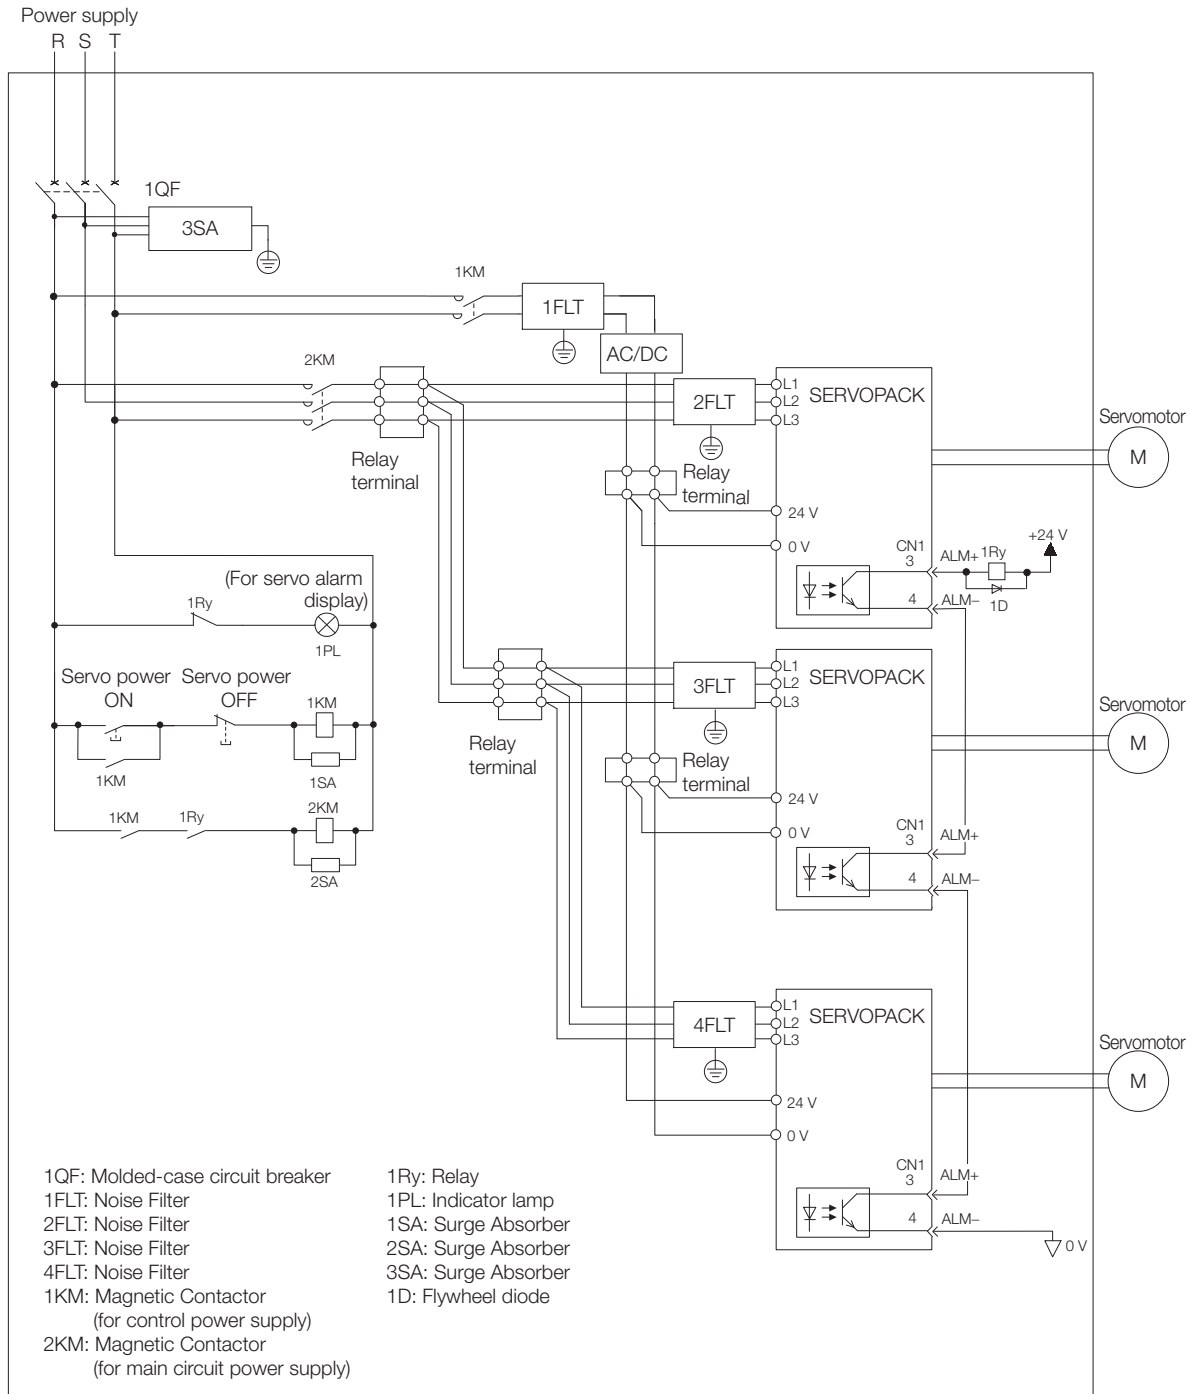 Power supply
R S T
1QF
3SA
1KM
1FLT
AC/DC
2KM
2FLT
L1
L2
L3
SERVOPACK
Servomotor
M
Relay
terminal
Relay
terminal
24 V
0 V
CN1
3
ALM+
1Ry
+24 V
4
ALM−
1D
(For servo alarm
display)
1Ry
1PL
Servo power
ON
Servo power
OFF
1KM
1KM
1SA
1KM
1Ry
2KM
2SA
Relay
terminal
3FLT
L1
L2
L3
SERVOPACK
Servomotor
M
Relay
terminal
24 V
0 V
CN1
3
ALM+
4
ALM−
4FLT
L1
L2
L3
SERVOPACK
Servomotor
M
24 V
0 V
CN1
3
ALM+
4
ALM−
0 V
1QF: Molded-case circuit breaker
1FLT: Noise Filter
2FLT: Noise Filter
3FLT: Noise Filter
4FLT: Noise Filter
1KM: Magnetic Contactor
(for control power supply)
2KM: Magnetic Contactor
(for main circuit power supply)
1Ry: Relay
1PL: Indicator lamp
1SA: Surge Absorber
2SA: Surge Absorber
3SA: Surge Absorber
1D: Flywheel diode